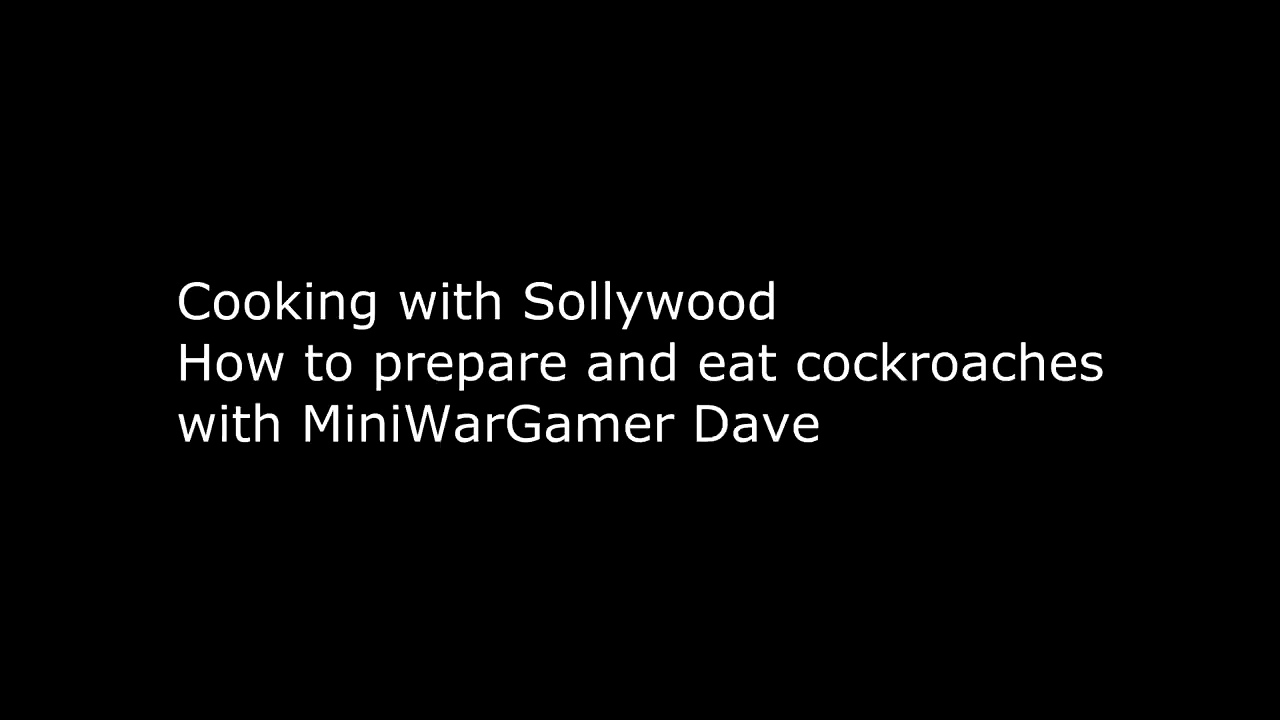 Cooking with Sollywood
How to prepare and eat cockroaches
with MiniWarGamer Dave